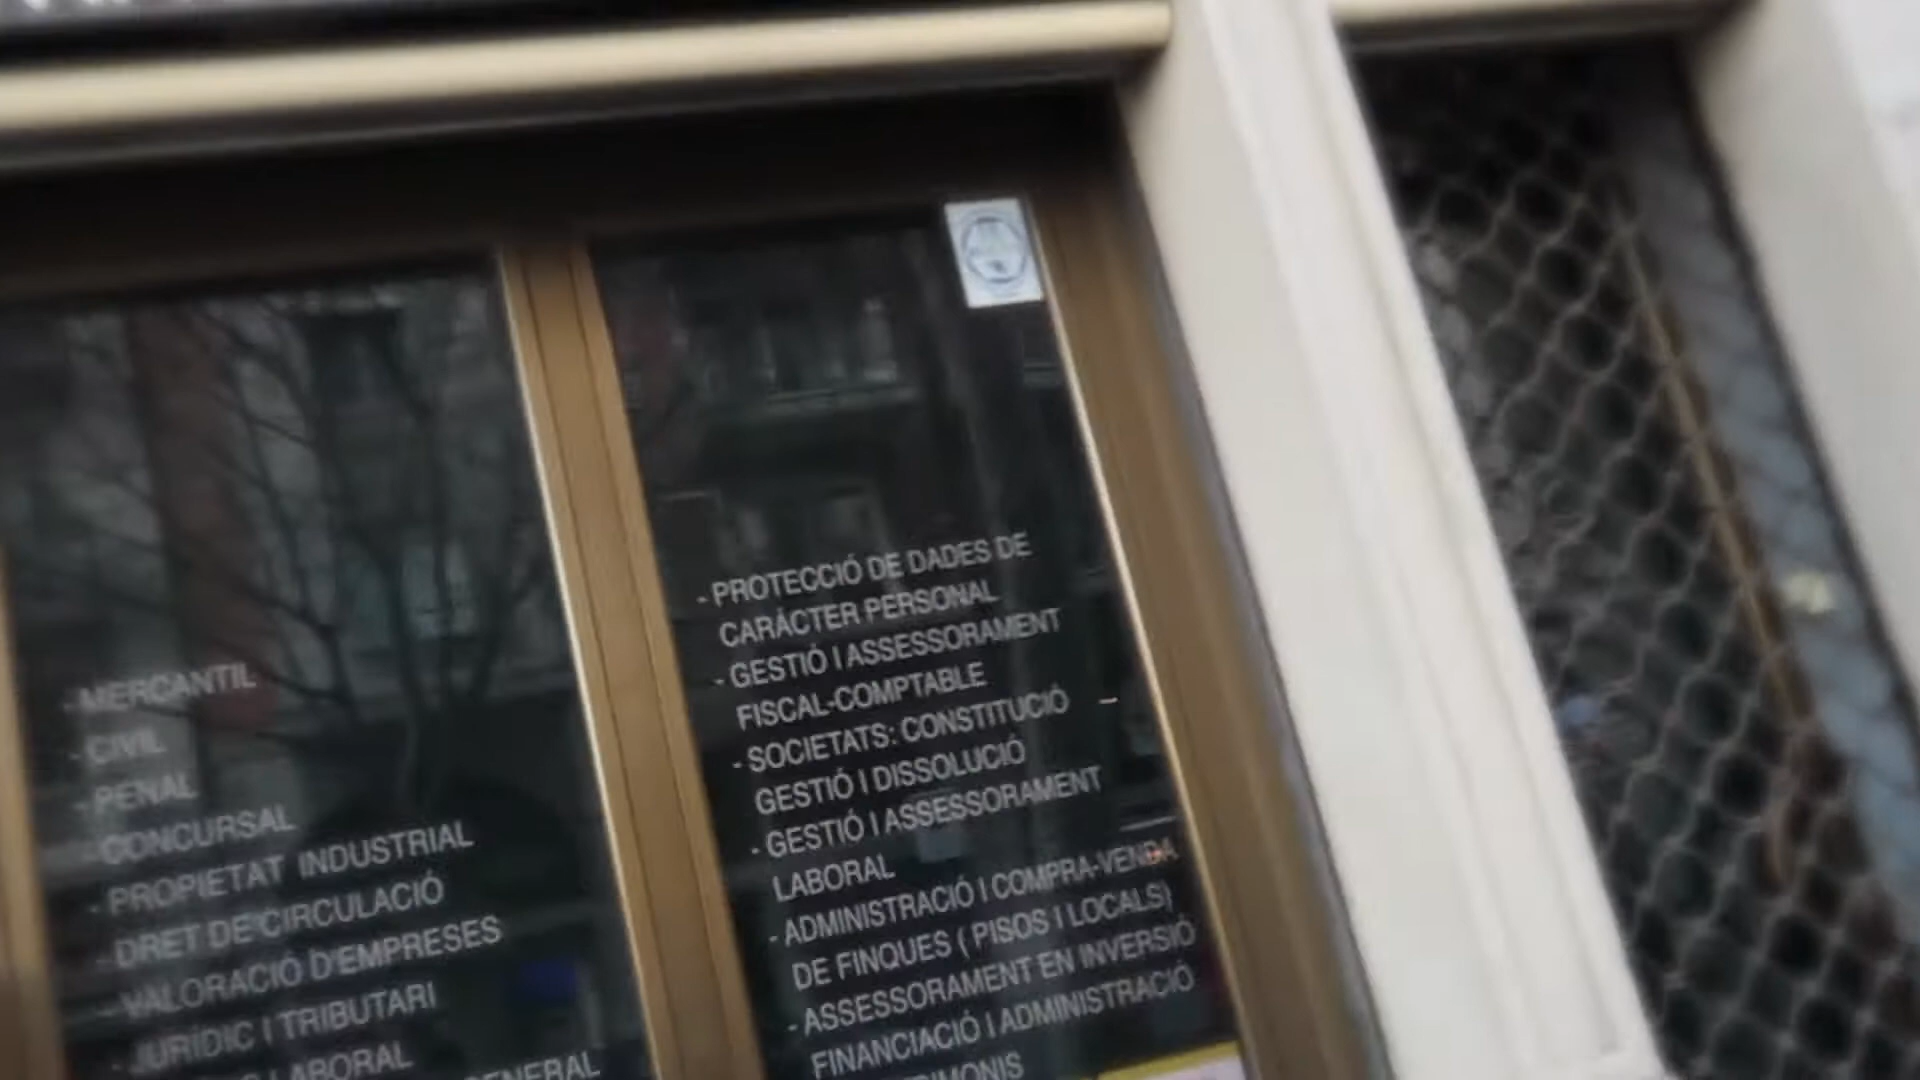 - MERCANTIL
- CIVIL
- PENAL
- CONCURSAL
- PROPIETAT INDUSTRIAL
- DRET DE CIRCULACIÓ
- VALORACIÓ D'EMPRESES
- JURÍDIC I TRIBUTARI
LABORAL
GENERAL
- PROTECCIÓ DE DADES DE
CARÀCTER PERSONAL
- GESTIÓ I ASSESSORAMENT
FISCAL-COMPTABLE
- SOCIETATS: CONSTITUCIÓ
GESTIÓ I DISSOLUCIÓ
- GESTIÓ I ASSESSORAMENT
LABORAL
- ADMINISTRACIÓ I COMPRA-VENDA
DE FINQUES ( PISOS I LOCALS)
- ASSESSORAMENT EN INVERSIÓ
FINANCIACIÓ I ADMINISTRACIÓ